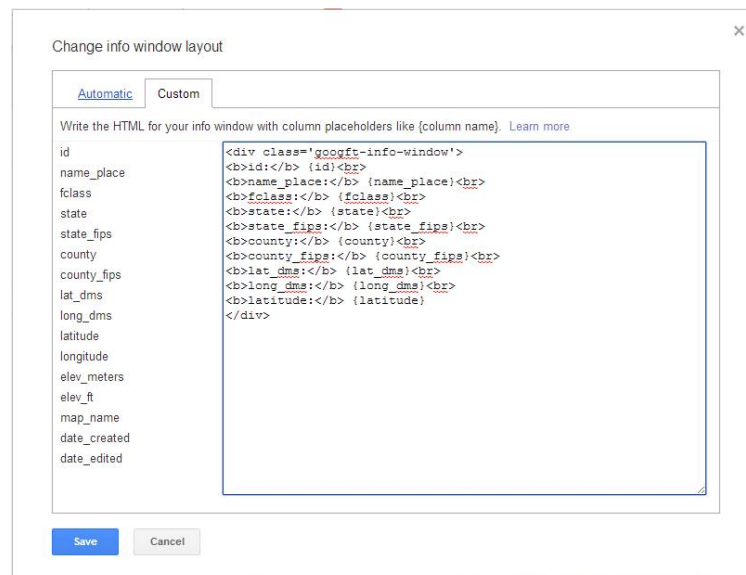 ×
Change info window layout
Automatic Custom
Write the HTML for your info window with column placeholders like {column name}. Learn more
id
name_place
fclass
state
state_fips
county
county_fips
lat_dms
long_dms
latitude
longitude
elev_meters
elev_ft
map_name
date_created
date_edited
<div class='googft-info-window'>
<b>id:</b> {id}<br>
<b>name_place:</b> {name_place}<br>
<b>fclass:</b> {fclass}<br>
<b>state:</b> {state}<br>
<b>state_fips:</b> {state_fips}<br>
<b>county:</b> {county}<br>
<b>county_fips:</b> {county_fips}<br>
<b>lat_dms:</b> {lat_dms}<br>
<b>long_dms:</b> {long_dms}<br>
<b>latitude:</b> {latitude}
</div>
Save Cancel